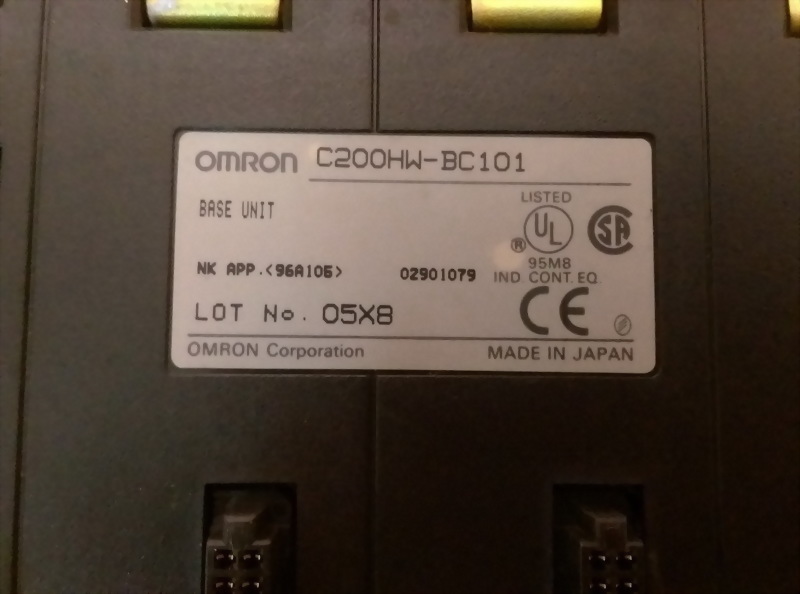 OMRON C200HW-BC101
BASE UNIT
LISTED
UL
®
SA
95M8
NK APP.<96A105> 02901079 IND. CONT. EQ.
LOT No. 05X8
CE
OMRON Corporation MADE IN JAPAN